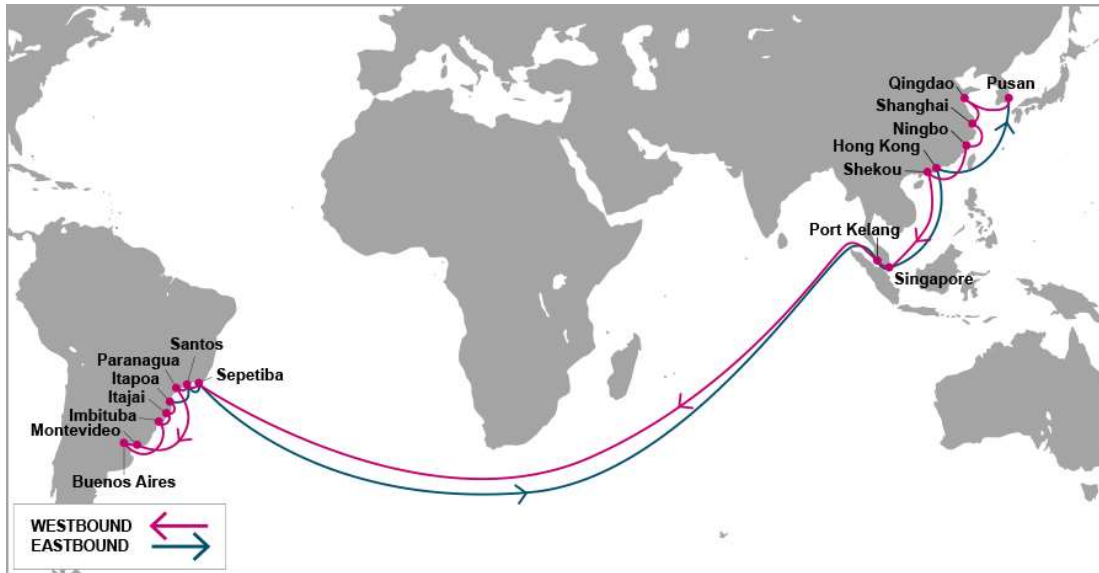 Qingdao
Pusan
Shanghai
Ningbo
Hong Kong
Shekou
Port Kelang
Singapore
Santos
Paranagua
Sepetiba
Itapoa
Itajai
Imbituba
Montevideo
Buenos Aires
WESTBOUND
EASTBOUND